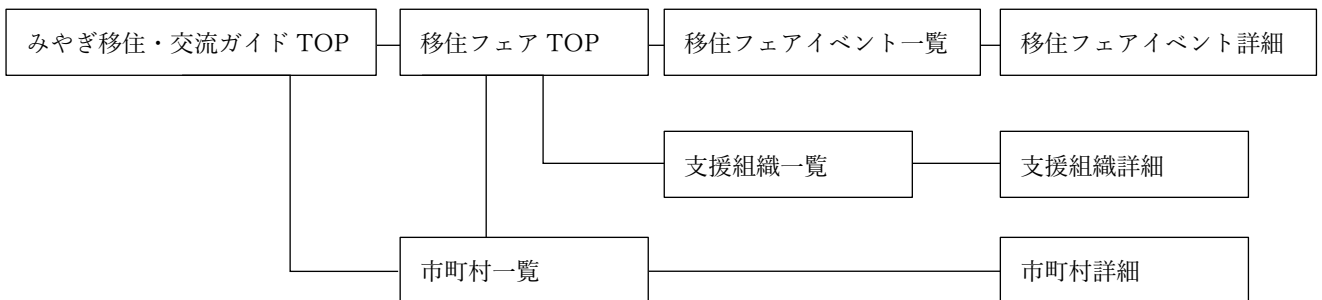 みやぎ移住・交流ガイド TOP
移住フェア TOP
移住フェアイベント一覧
移住フェアイベント詳細
支援組織一覧
支援組織詳細
市町村一覧
市町村詳細